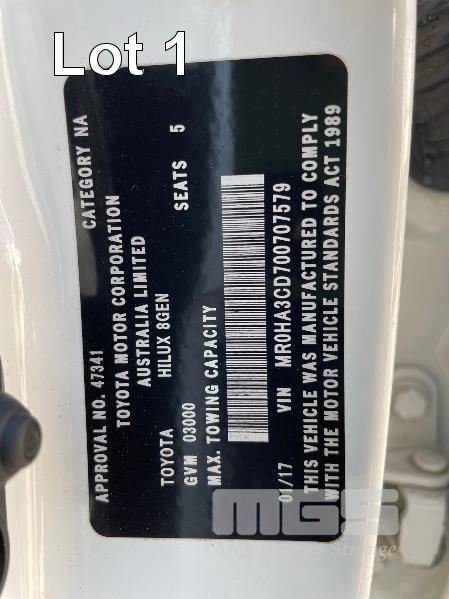 Lot 1
APPROVAL NO. 47341 CATEGORY NA
TOYOTA MOTOR CORPORATION
AUSTRALIA LIMITED
HILUX 8GEN
TOYOTA SEATS 5
GVM 03000
MAX. TOWING CAPACITY
01/17 VIN MR0HA3CD700707579
THIS VEHICLE WAS MANUFACTURED TO COMPLY
WITH THE MOTOR VEHICLE STANDARDS ACT 1989
MGS